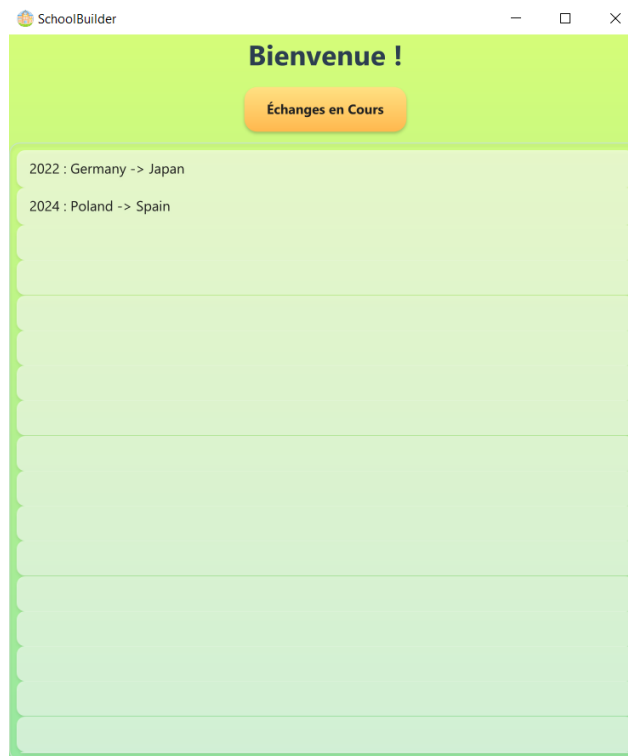 SchoolBuilder
Bienvenue !
Échanges en Cours
2022 : Germany -> Japan
2024 : Poland -> Spain